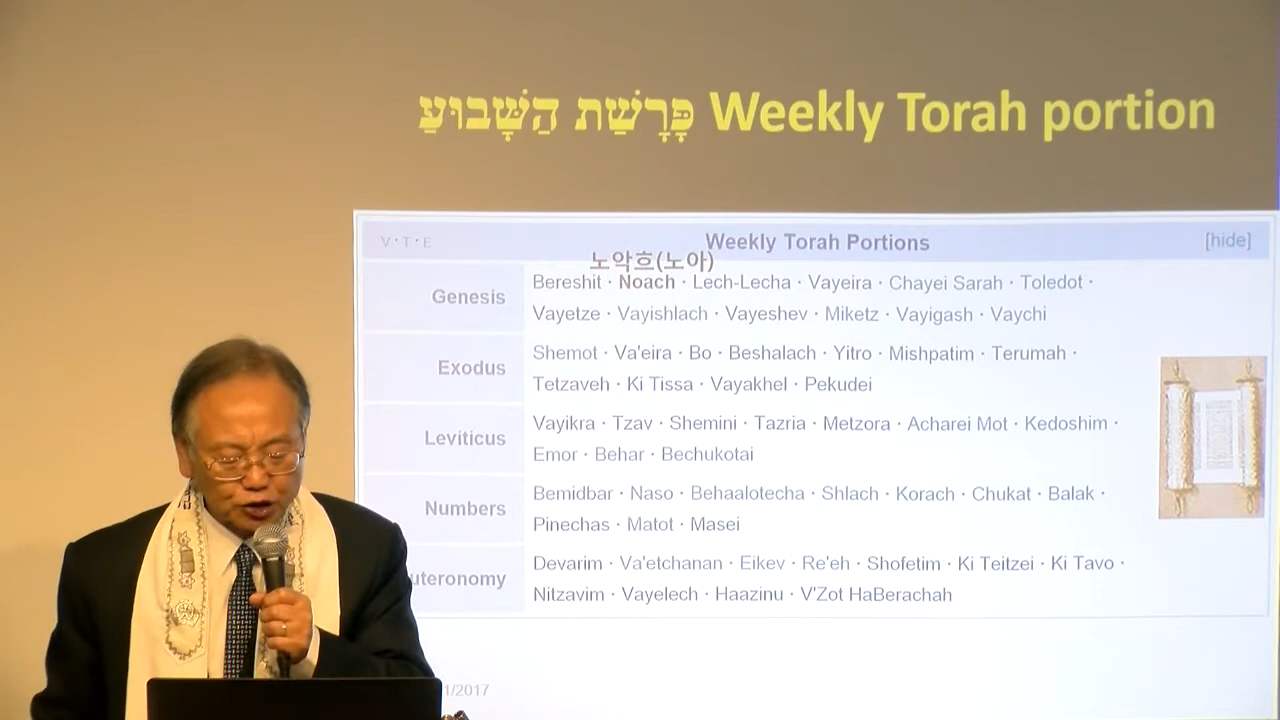 פָּרָשַׁת הַשָּׁבוּעַ Weekly Torah portion
V · T · E Weekly Torah Portions [hide]
노악흐(노아)
Genesis Bereshit · Noach · Lech-Lecha · Vayeira · Chayei Sarah · Toledot ·
Vayetze · Vayishlach · Vayeshev · Miketz · Vayigash · Vaychi
Exodus Shemot · Va'eira · Bo · Beshalach · Yitro · Mishpatim · Terumah ·
Tetzaveh · Ki Tissa · Vayakhel · Pekudei
Leviticus Vayikra · Tzav · Shemini · Tazria · Metzora · Acharei Mot · Kedoshim ·
Emor · Behar · Bechukotai
Numbers Bemidbar · Naso · Behaalotecha · Shlach · Korach · Chukat · Balak ·
Pinechas · Matot · Masei
uteronomy Devarim · Va'etchanan · Eikev · Re'eh · Shofetim · Ki Teitzei · Ki Tavo ·
Nitzavim · Vayelech · Haazinu · V'Zot HaBerachah
1/2017